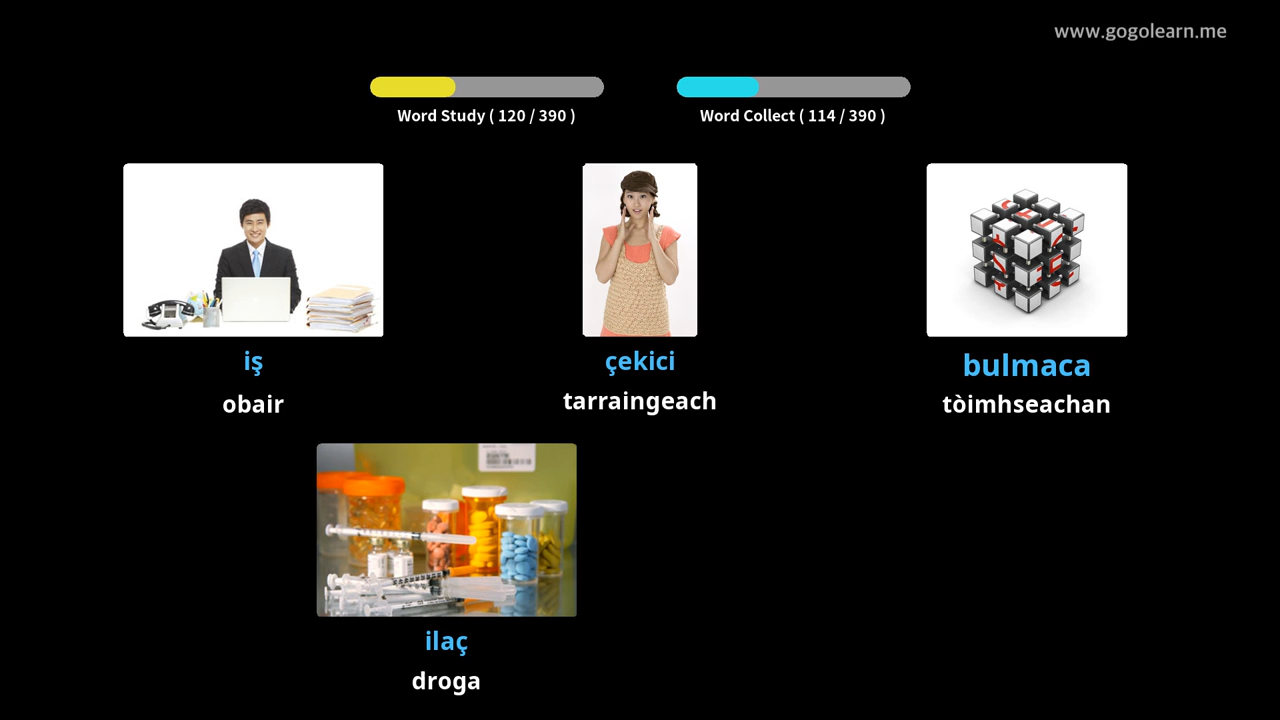 www.gogolearn.me
Word Study ( 120 / 390 )
Word Collect ( 114 / 390 )
iş
çekici
bulmaca
obair
tarraingeach
tòimhseachan
ilaç
droga